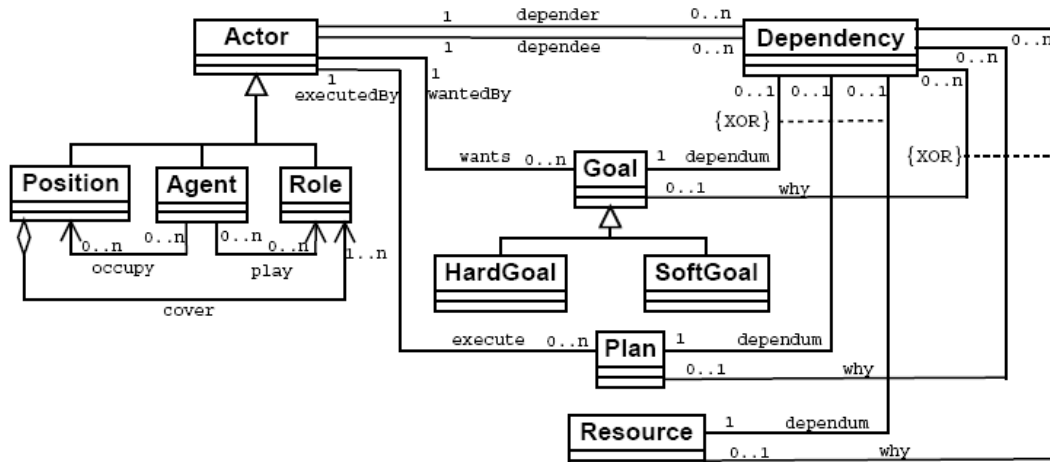 1 depender 0..n
Actor Dependency
1 dependee 0..n
0..n
1 1 0..n
executedBy wantedBy
0..1 0..1 0..1 0..n
{XOR}
wants 0..n Goal 1 dependum {XOR}
Position Agent Role
0..1 why
0..n 0..n 0..n 0..n 1..n
occupy play
HardGoal SoftGoal
cover
execute 0..n Plan 1 dependum
0..1 why
Resource 1 dependum
0..1 why